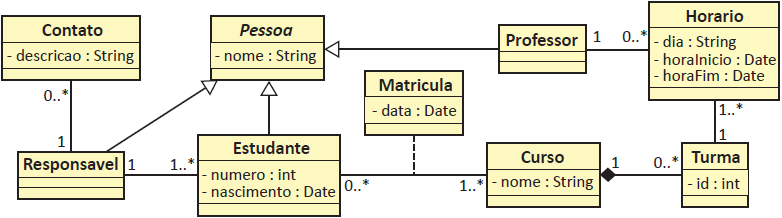 Contato
- descricao : String
Pessoa
- nome : String
Professor
1
0..*
Horario
- dia : String
- horaInicio : Date
- horaFim : Date
0..*
1
Responsavel
1
1..*
Estudante
- numero : int
- nascimento : Date
0..*
1..*
Matricula
- data : Date
Curso
- nome : String
1
0..*
1..*
1
Turma
- id : int